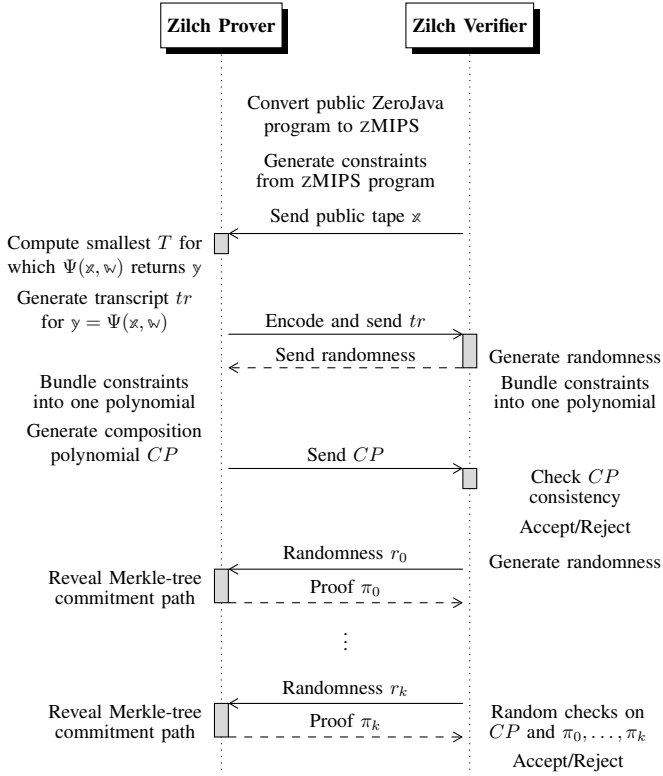 Zilch Prover
Zilch Verifier
Convert public ZeroJava
program to zMIPS
Generate constraints
from zMIPS program
Send public tape 𝕩
Compute smallest T for
which Ψ(𝕩, 𝕨) returns 𝕪
Generate transcript tr
for 𝕪 = Ψ(𝕩, 𝕨)
Encode and send tr
Send randomness
Generate randomness
Bundle constraints
into one polynomial
Bundle constraints
into one polynomial
Generate composition
polynomial CP
Send CP
Check CP
consistency
Accept/Reject
Randomness r₀
Generate randomness
Reveal Merkle-tree
commitment path
Proof π₀
⋮
Randomness rₖ
Reveal Merkle-tree
commitment path
Proof πₖ
Random checks on
CP and π₀, . . . , πₖ
Accept/Reject